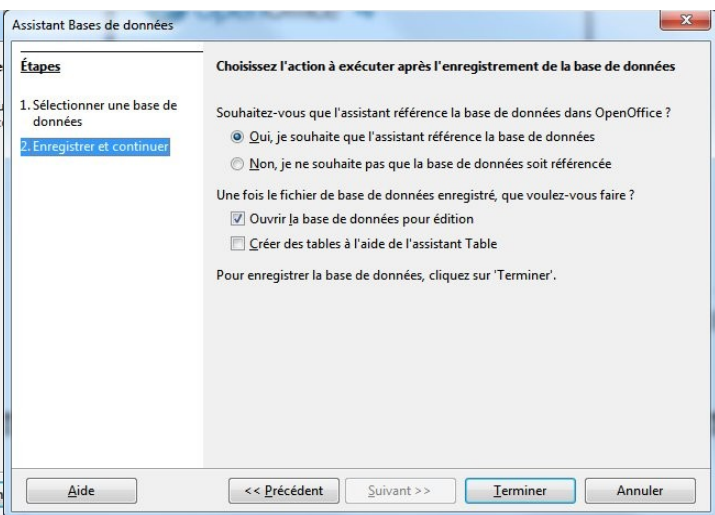 OpenOffice 4
Assistant Bases de données
x
Étapes
1. Sélectionner une base de
données
2. Enregistrer et continuer
Choisissez l'action à exécuter après l'enregistrement de la base de données
Souhaitez-vous que l'assistant référence la base de données dans OpenOffice ?
Oui, je souhaite que l'assistant référence la base de données
Non, je ne souhaite pas que la base de données soit référencée
Une fois le fichier de base de données enregistré, que voulez-vous faire ?
Ouvrir la base de données pour édition
Créer des tables à l'aide de l'assistant Table
Pour enregistrer la base de données, cliquez sur 'Terminer'.
Aide
<< Précédent
Suivant >>
Terminer
Annuler